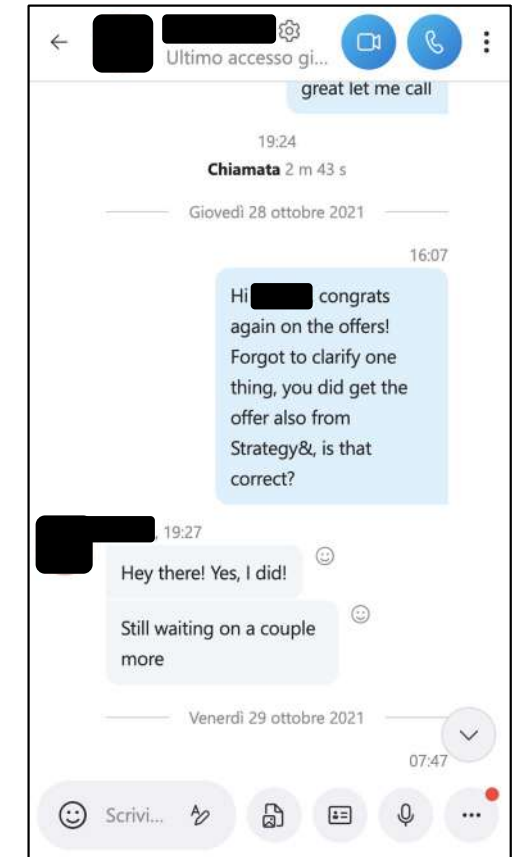 Ultimo accesso gi...
great let me call
19:24
Chiamata 2 m 43 s
Giovedì 28 ottobre 2021
16:07
Hi congrats
again on the offers!
Forgot to clarify one
thing, you did get the
offer also from
Strategy&, is that
correct?
, 19:27
Hey there! Yes, I did!
Still waiting on a couple
more
Venerdì 29 ottobre 2021
07:47
Scrivi...